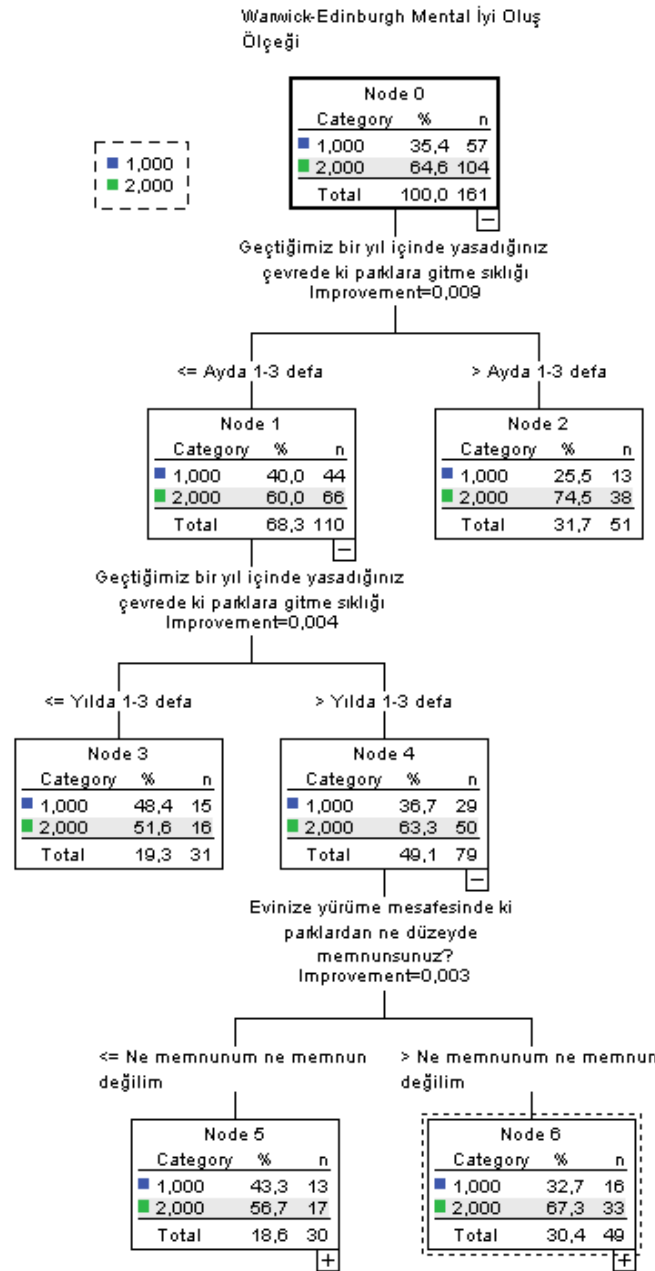 Warwick-Edinburgh Mental İyi Oluş
Ölçeği
1,000
2,000
Node 0
Category % n
1,000 35,4 57
2,000 64,6 104
Total 100,0 161
Geçtiğimiz bir yıl içinde yasadığınız
çevrede ki parklara gitme sıklığı
Improvement=0,009
<= Ayda 1-3 defa
> Ayda 1-3 defa
Node 1
Category % n
1,000 40,0 44
2,000 60,0 66
Total 68,3 110
Node 2
Category % n
1,000 25,5 13
2,000 74,5 38
Total 31,7 51
Geçtiğimiz bir yıl içinde yasadığınız
çevrede ki parklara gitme sıklığı
Improvement=0,004
<= Yılda 1-3 defa
> Yılda 1-3 defa
Node 3
Category % n
1,000 48,4 15
2,000 51,6 16
Total 19,3 31
Node 4
Category % n
1,000 36,7 29
2,000 63,3 50
Total 49,1 79
Evinize yürüme mesafesinde ki
parklardan ne düzeyde
memnunsunuz?
Improvement=0,003
<= Ne memnunum ne memnun
değilim
> Ne memnunum ne memnun
değilim
Node 5
Category % n
1,000 43,3 13
2,000 56,7 17
Total 18,6 30
Node 6
Category % n
1,000 32,7 16
2,000 67,3 33
Total 30,4 49